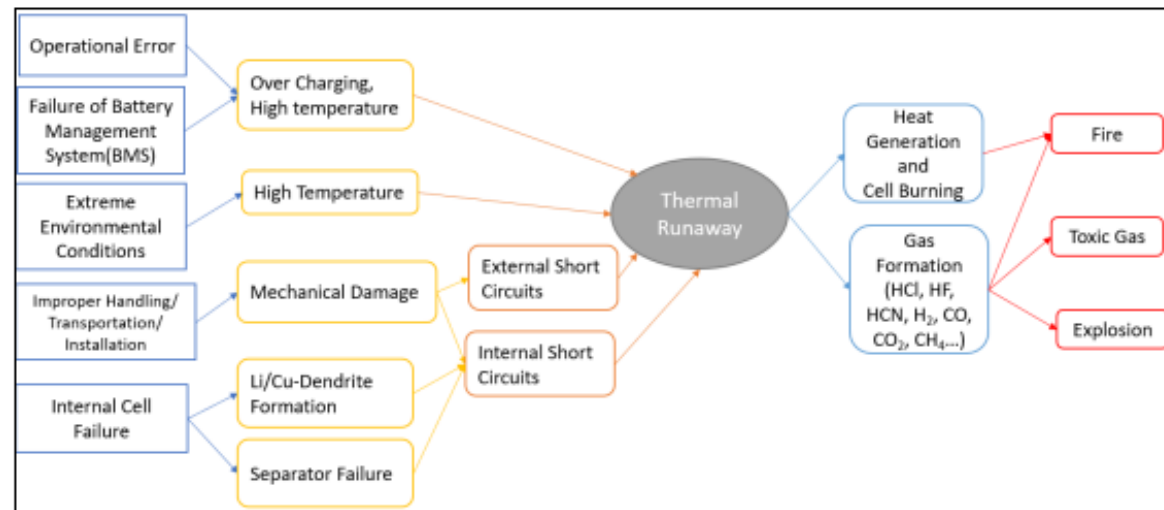 Operational Error
Failure of Battery
Management
System(BMS)
Extreme
Environmental
Conditions
Improper Handling/
Transportation/
Installation
Internal Cell
Failure
Over Charging,
High temperature
High Temperature
Mechanical Damage
Li/Cu-Dendrite
Formation
Separator Failure
External Short
Circuits
Internal Short
Circuits
Thermal
Runaway
Heat
Generation
and
Cell Burning
Gas
Formation
(HCl, HF,
HCN, H₂, CO,
CO₂, CH₄...)
Fire
Toxic Gas
Explosion